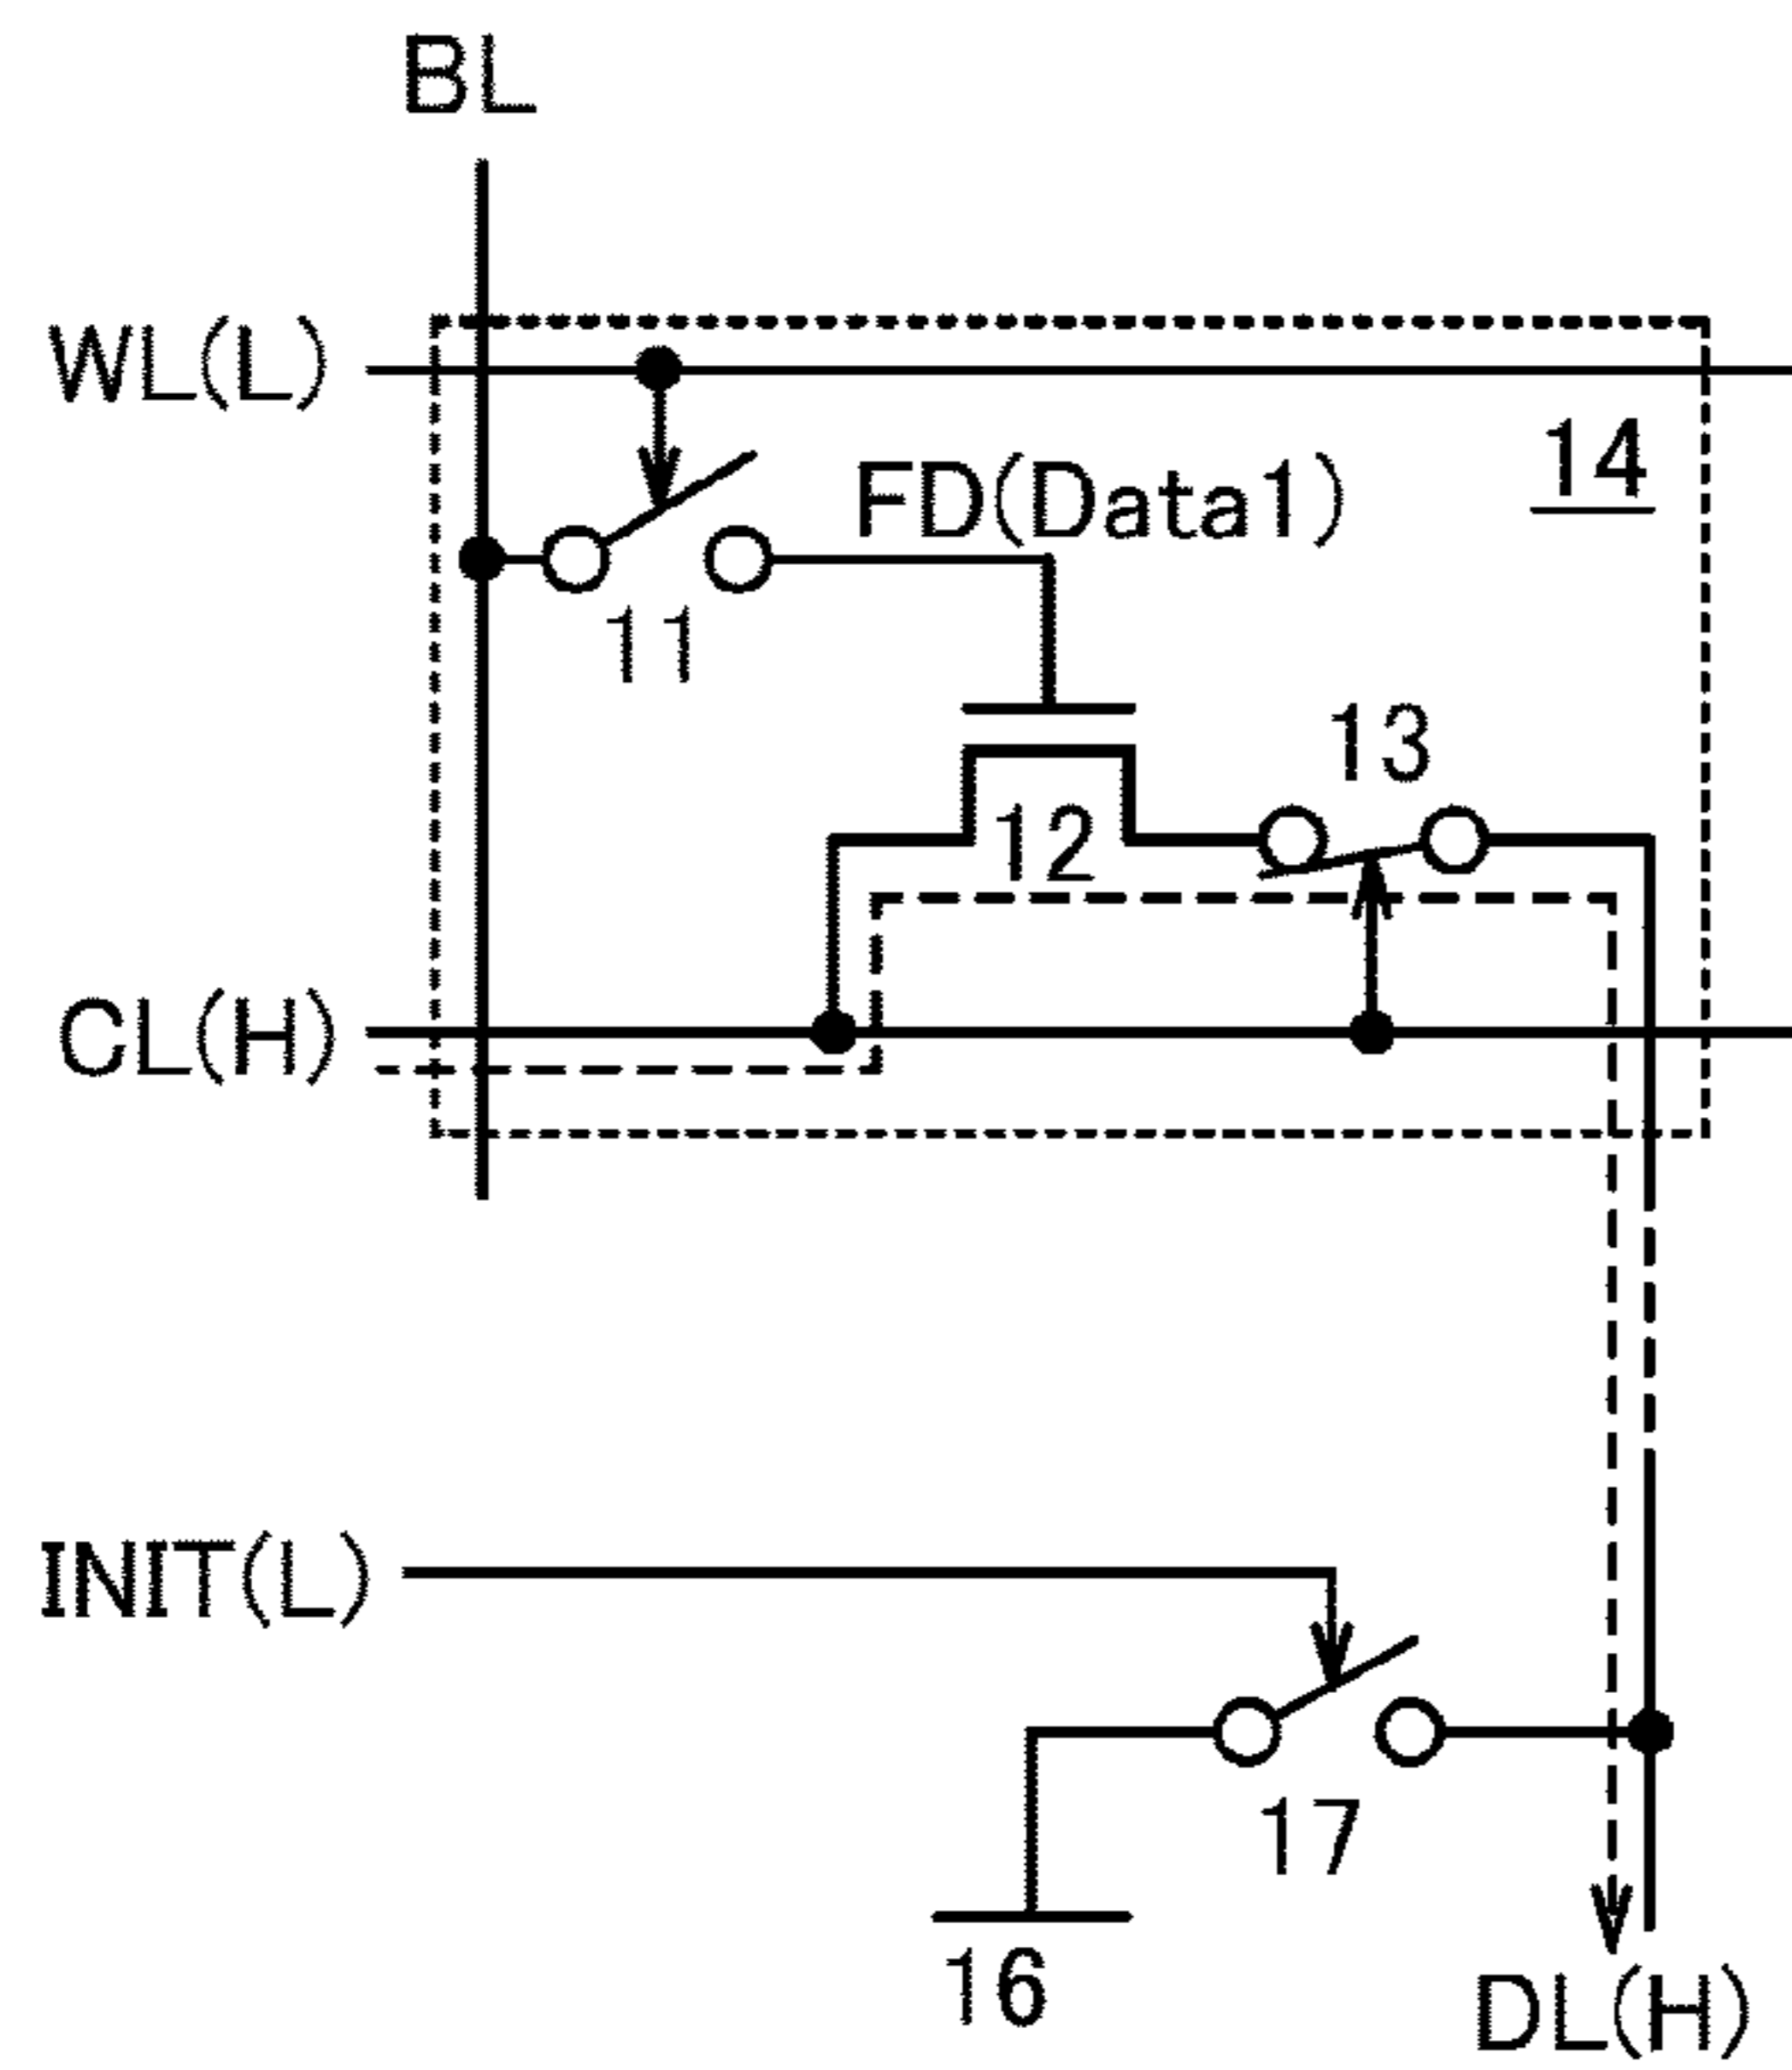 BL
WL(L)
14
FD(Data1)
11
13
12
CL(H)
INIT(L)
17
16
DL(H)